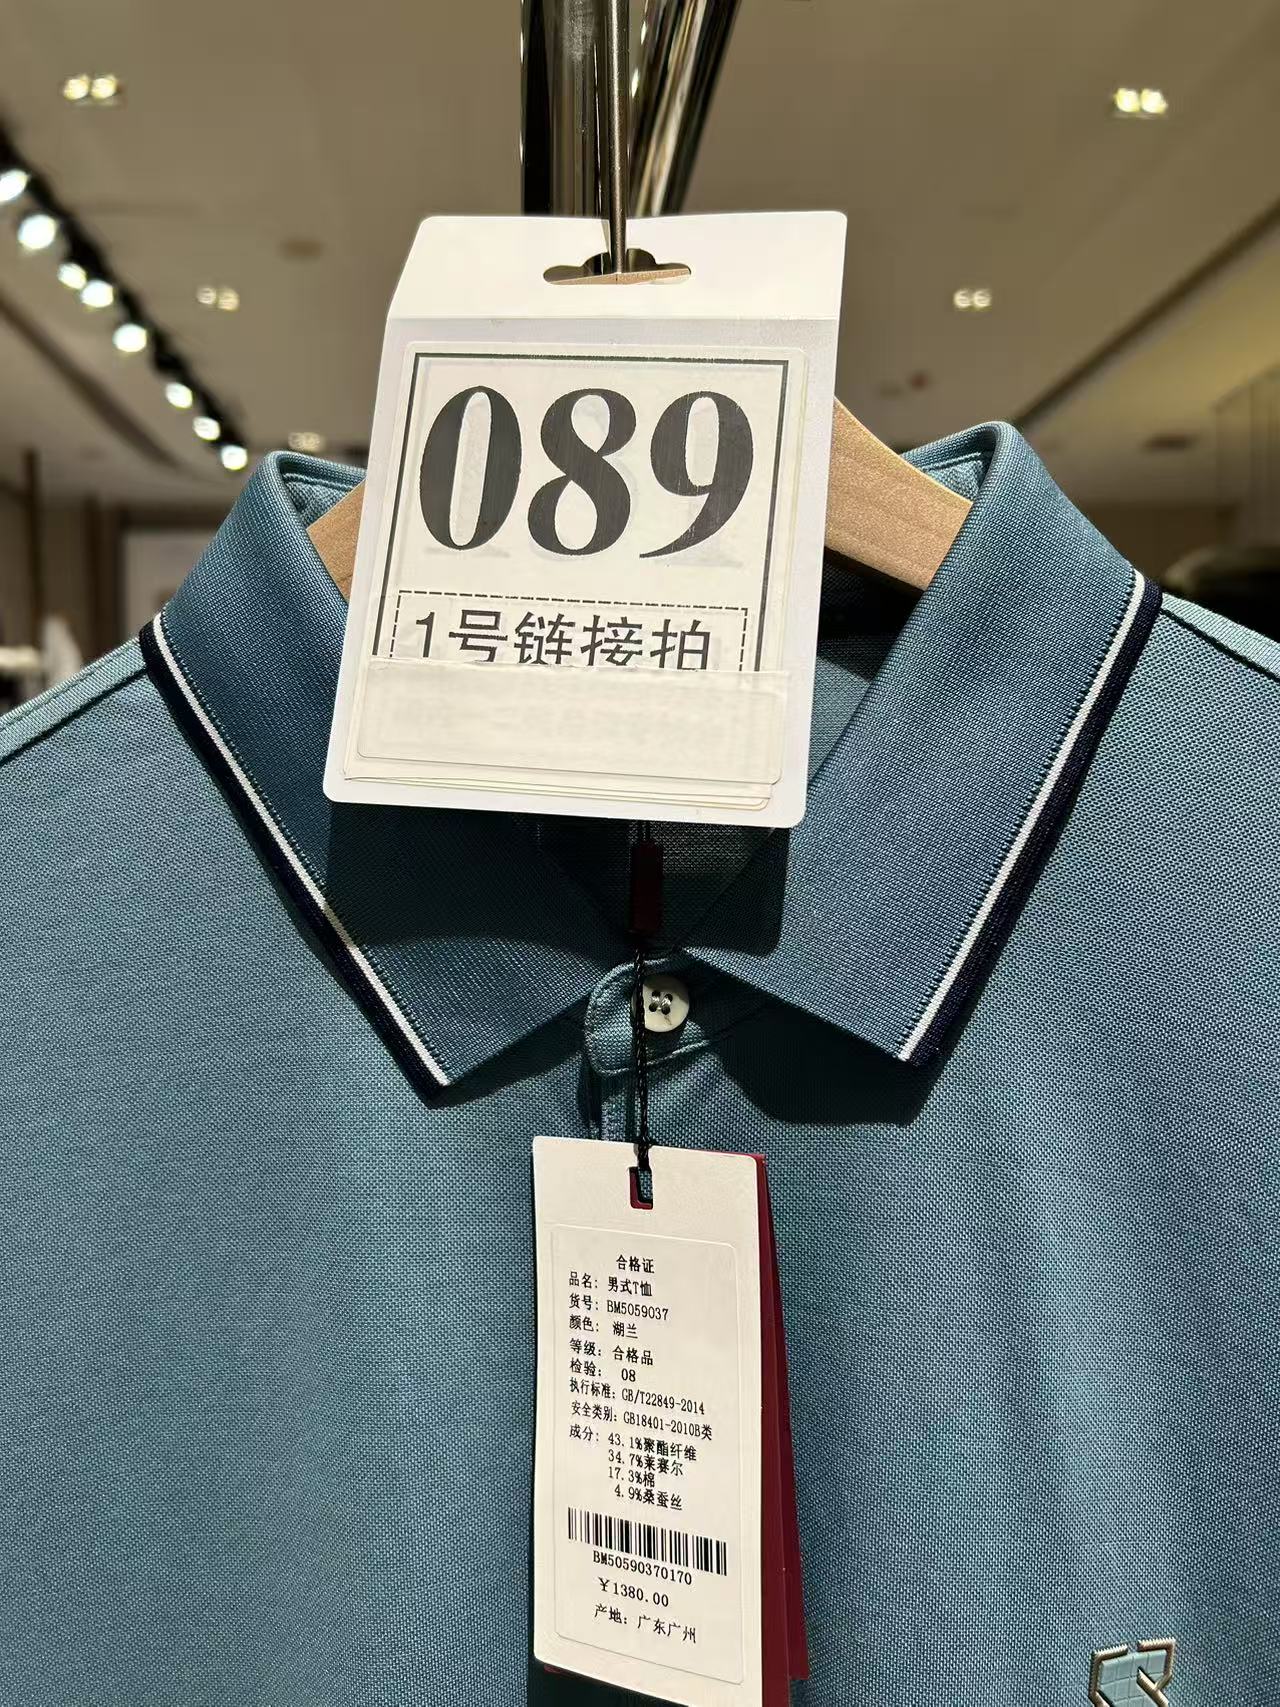 089
1号链接拍
合格证
品名: 男式T恤
货号: BM5059037
颜色: 湖兰
等级: 合格品
检验: 08
执行标准: GB/T22849-2014
安全类别: GB18401-2010B类
成分: 43.1%聚酯纤维
34.7%莱赛尔
17.3%棉
4.9%桑蚕丝
BM50590370170
￥1380.00
产地: 广东广州